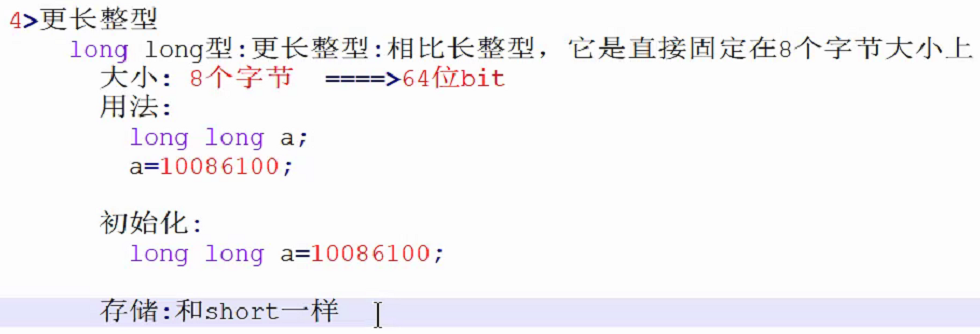 4>更长整型
long long型:更长整型:相比长整型，它是直接固定在8个字节大小上
大小: 8个字节 ====>64位bit
用法:
long long a;
a=10086100;
初始化:
long long a=10086100;
存储:和short一样